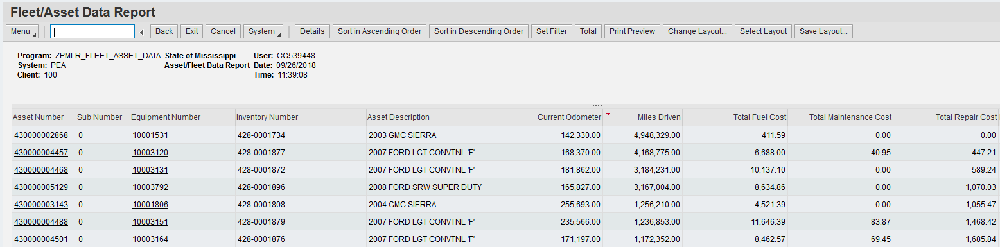 Fleet/Asset Data Report
Menu Back Exit Cancel System Details Sort in Ascending Order Sort in Descending Order Set Filter Total Print Preview Change Layout... Select Layout Save Layout...
Program: ZPMLR_FLEET_ASSET_DATA State of Mississippi User: CG539448
System: PEA Asset/Fleet Data Report Date: 09/26/2018
Client: 100 Time: 11:39:08
Asset Number Sub Number Equipment Number Inventory Number Asset Description Current Odometer Miles Driven Total Fuel Cost Total Maintenance Cost Total Repair Cost
430000002868 0 10001531 428-0001734 2003 GMC SIERRA 142,330.00 4,948,329.00 411.59 0.00 0.00
430000004457 0 10003120 428-0001877 2007 FORD LGT CONVTNL 'F' 168,370.00 4,168,775.00 6,688.00 40.95 447.21
430000004468 0 10003131 428-0001872 2007 FORD LGT CONVTNL 'F' 181,862.00 3,184,231.00 10,137.10 0.00 589.24
430000005129 0 10003792 428-0001896 2008 FORD SRW SUPER DUTY 165,827.00 3,167,004.00 8,634.86 0.00 1,070.03
430000003143 0 10001806 428-0001808 2004 GMC SIERRA 255,693.00 1,256,210.00 4,521.39 0.00 1,055.47
430000004488 0 10003151 428-0001879 2007 FORD LGT CONVTNL 'F' 235,566.00 1,236,853.00 11,646.39 83.87 1,468.42
430000004501 0 10003164 428-0001876 2007 FORD LGT CONVTNL 'F' 171,197.00 1,172,352.00 8,462.57 69.45 1,685.84